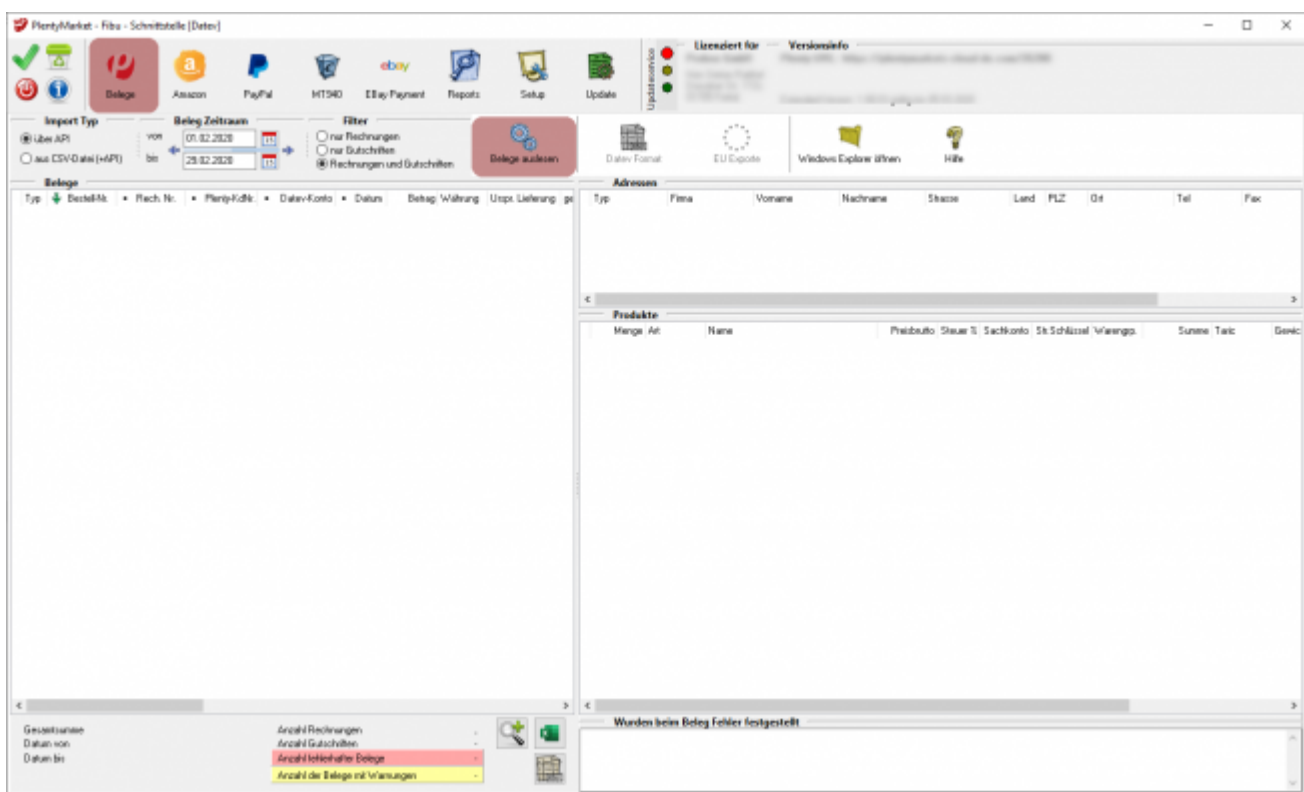 PlentyMarket - Fibu - Schnittstelle [Datev]
Belege
Amazon
PayPal
MT940
EBay Payment
Reports
Setup
Update
Updateservice
Lizenziert für
Versionsinfo
Import Typ
über API
aus CSV-Datei (+API)
Beleg Zeitraum
von 01.02.2020
bis 29.02.2020
Filter
nur Rechnungen
nur Gutschriften
Rechnungen und Gutschriften
Belege auslesen
Datev Format
EU Exporte
Windows Explorer öffnen
Hilfe
Belege
Typ Bestell-Nr. Rech. Nr. Plenty-KdNr. Datev-Konto Datum Betrag Währung Urspr. Lieferung
Adressen
Typ Firma Vorname Nachname Strasse Land PLZ Ort Tel Fax
Produkte
Menge Art Name Preisbrutto Steuer % Sachkonto Str.Schlüssel Warengrp. Summe Taric Gewic
Gesamtsumme
Datum von
Datum bis
Anzahl Rechnungen -
Anzahl Gutschriften -
Anzahl fehlerhafter Belege -
Anzahl der Belege mit Warnungen -
Wurden beim Beleg Fehler festgestellt